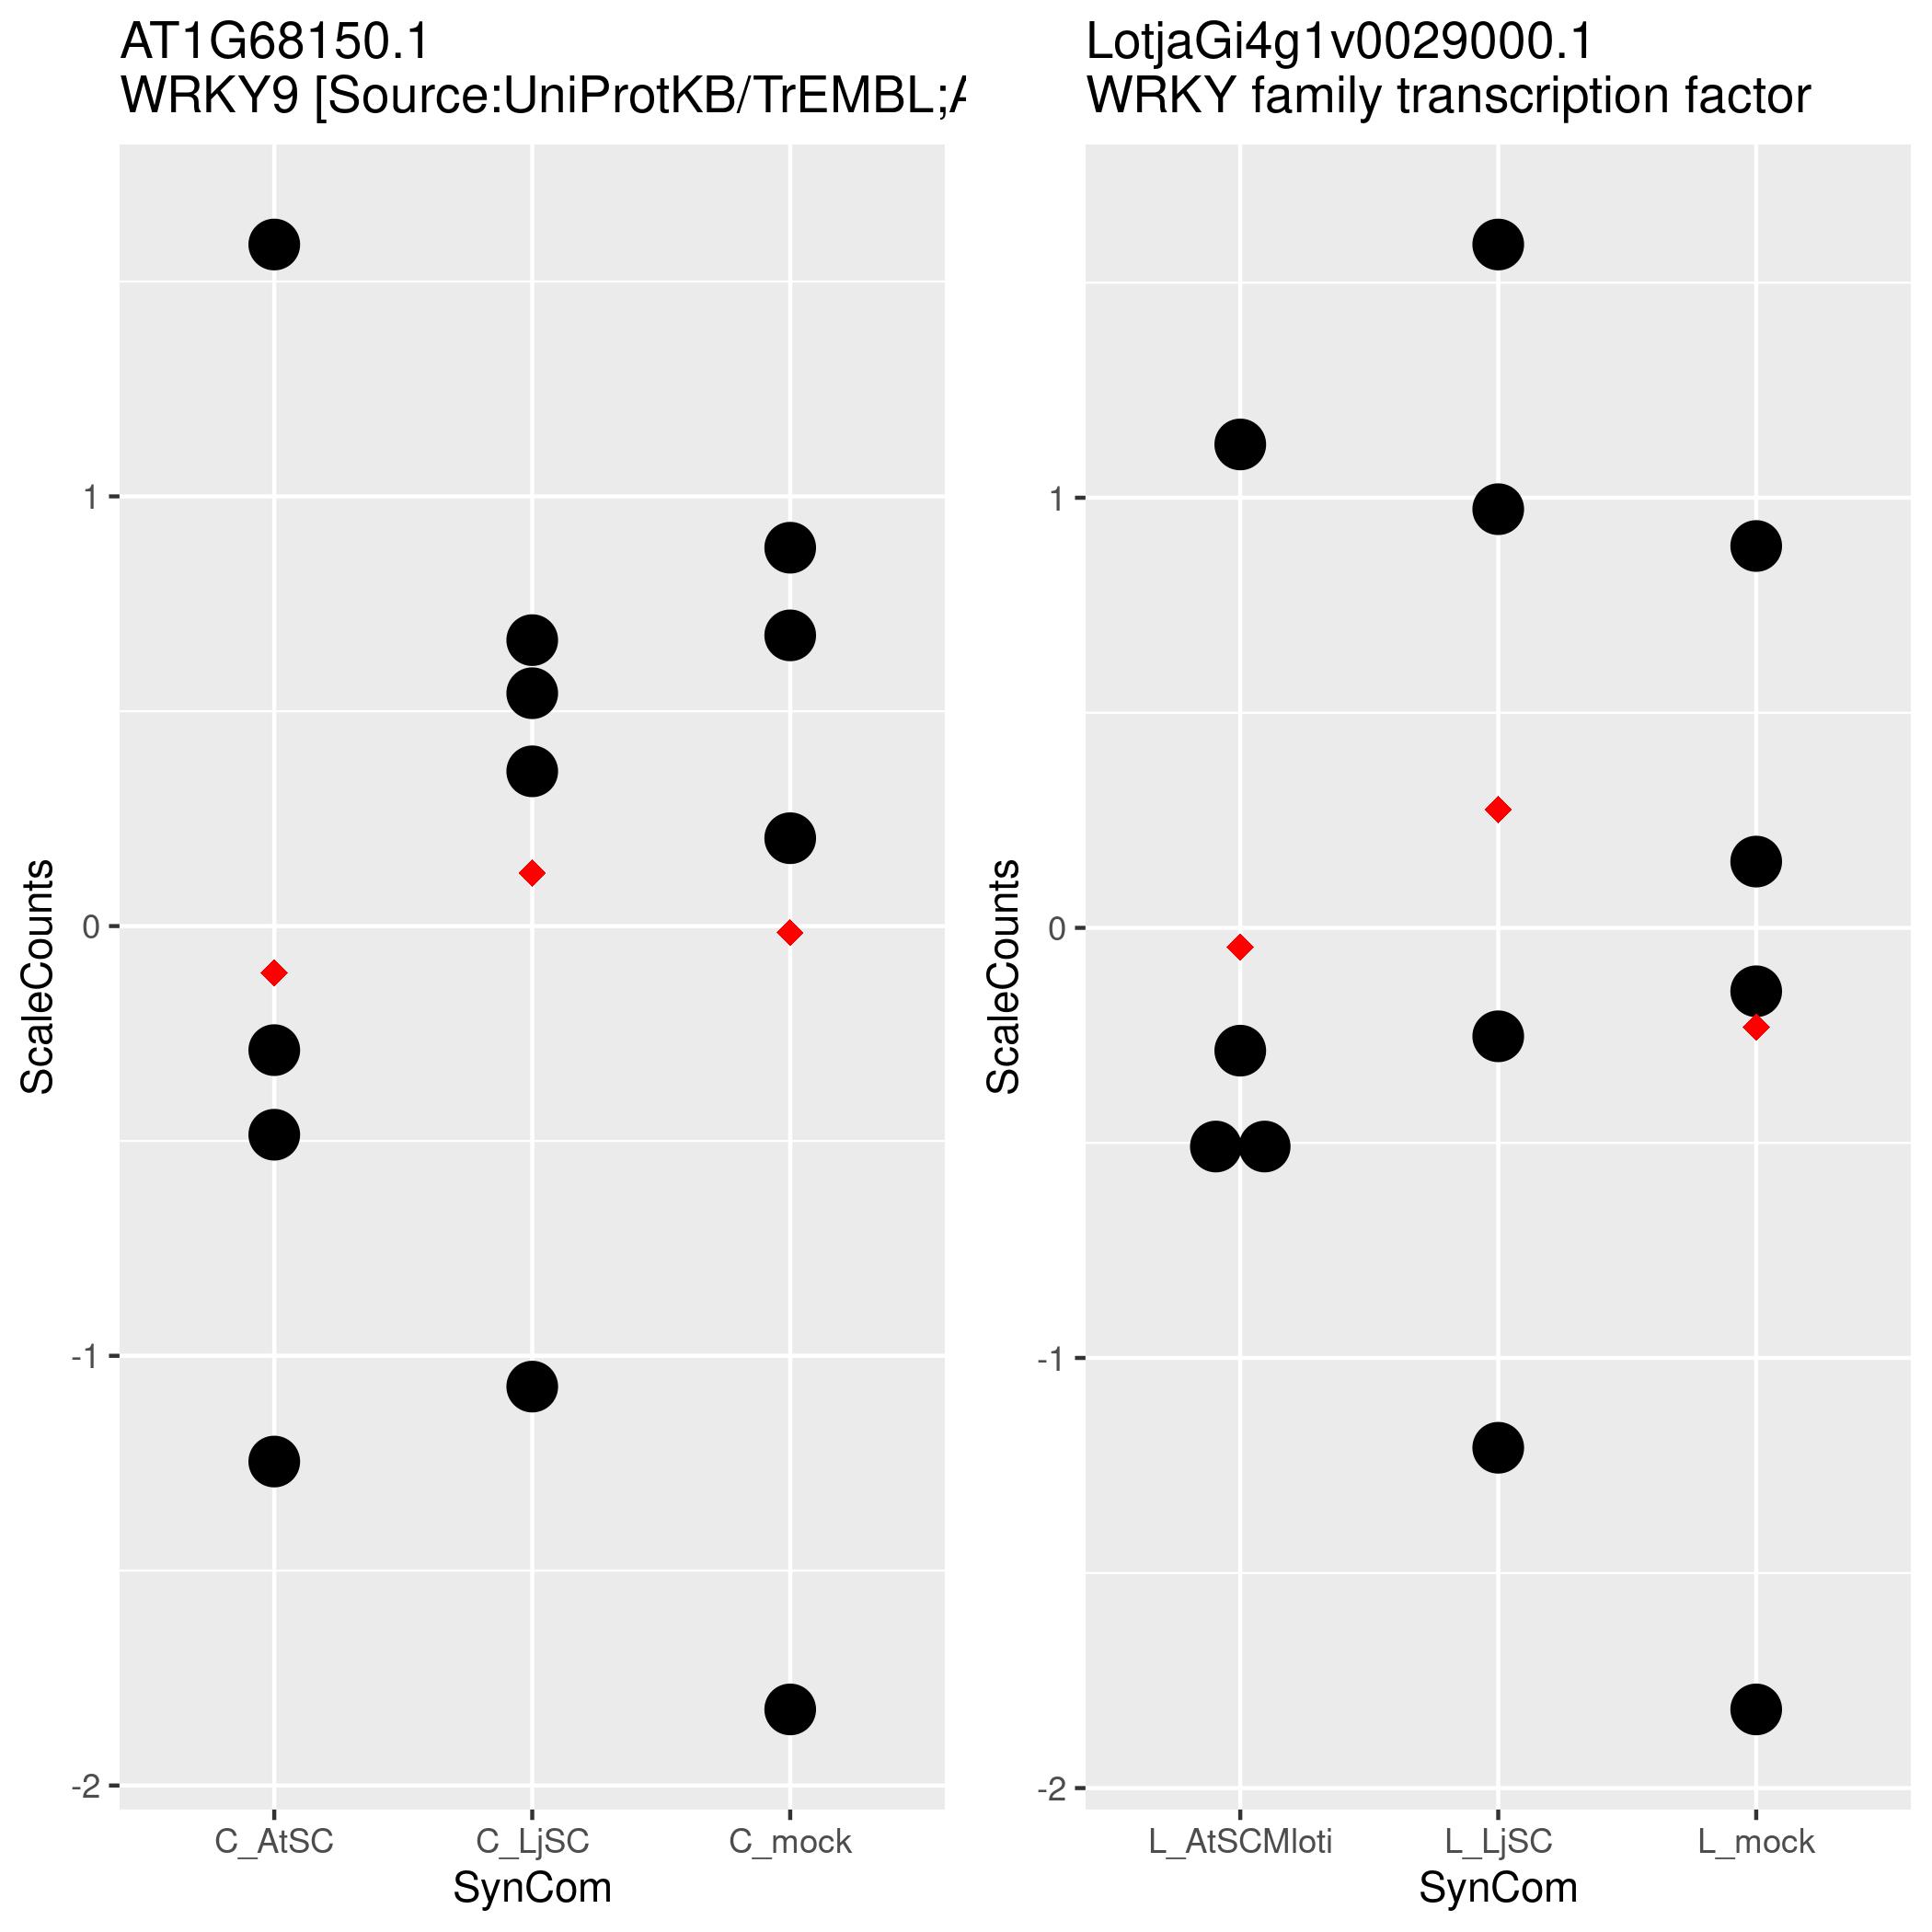 AT1G68150.1
WRKY9 [Source:UniProtKB/TrEMBL;
ScaleCounts
1
0
-1
-2
C_AtSC
C_LjSC
C_mock
SynCom
LotjaGi4g1v0029000.1
WRKY family transcription factor
ScaleCounts
1
0
-1
-2
L_AtSCMloti
L_LjSC
L_mock
SynCom